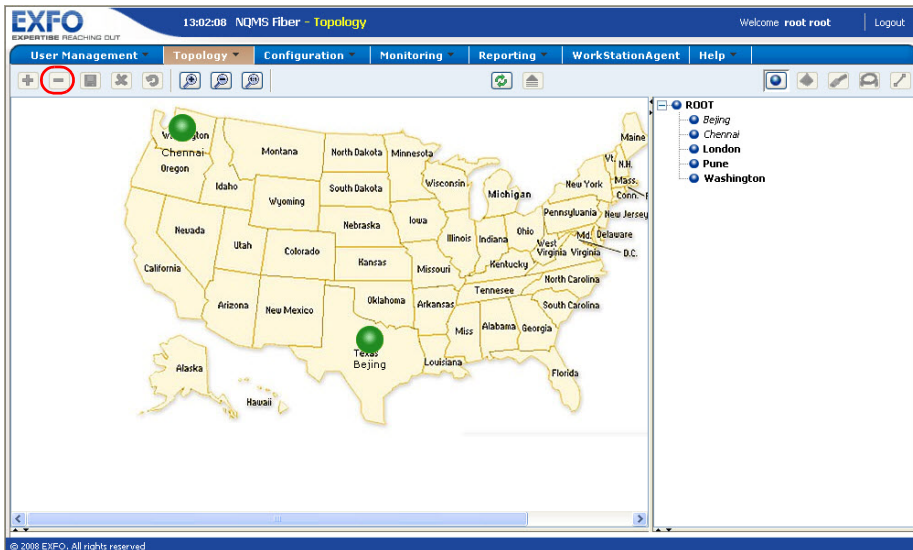 EXFO
EXPERTISE REACHING OUT
13:02:08 NQMS Fiber - Topology
Welcome root root
Logout
User Management
Topology
Configuration
Monitoring
Reporting
WorkStationAgent
Help
Chennai
Oregon
Idaho
Montana
North Dakota
Minnesota
Maine
Vt.
N.H.
Mass.
Conn.
Wyoming
South Dakota
Wisconsin
Michigan
New York
Pennsylvania
New Jersey
Nevada
Utah
Colorado
Nebraska
Iowa
Illinois
Indiana
Ohio
West Virginia
Virginia
Md.
Delaware
D.C.
California
Kansas
Missouri
Kentucky
North Carolina
Tennesee
South Carolina
Arizona
New Mexico
Oklahoma
Arkansas
Miss
Alabama
Georgia
Texas
Bejing
Louisiana
Florida
Alaska
Hawaii
ROOT
Bejing
Chennai
London
Pune
Washington
© 2008 EXFO, All rights reserved